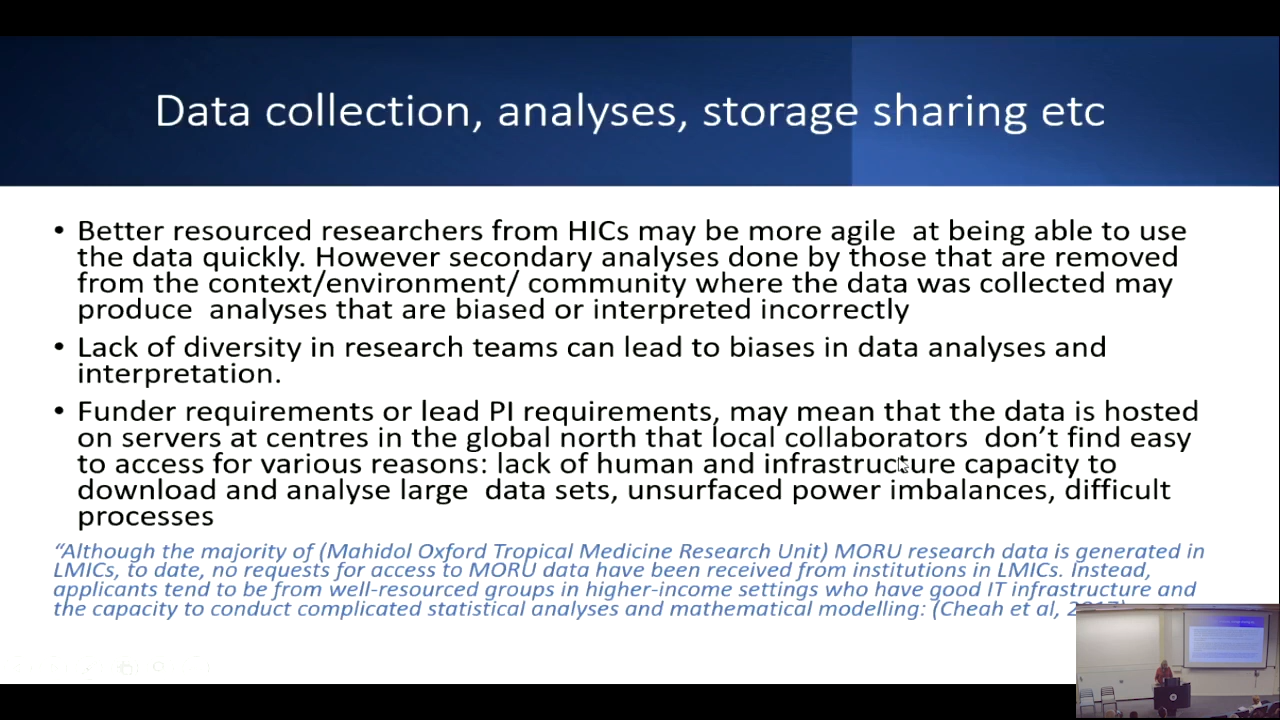 Data collection, analyses, storage sharing etc
• Better resourced researchers from HICs may be more agile at being able to use
the data quickly. However secondary analyses done by those that are removed
from the context/environment/ community where the data was collected may
produce analyses that are biased or interpreted incorrectly
• Lack of diversity in research teams can lead to biases in data analyses and
interpretation.
• Funder requirements or lead PI requirements, may mean that the data is hosted
on servers at centres in the global north that local collaborators don’t find easy
to access for various reasons: lack of human and infrastructure capacity to
download and analyse large data sets, unsurfaced power imbalances, difficult
processes
“Although the majority of (Mahidol Oxford Tropical Medicine Research Unit) MORU research data is generated in
LMICs, to date, no requests for access to MORU data have been received from institutions in LMICs. Instead,
applicants tend to be from well-resourced groups in higher-income settings who have good IT infrastructure and
the capacity to conduct complicated statistical analyses and mathematical modelling: (Cheah et al,